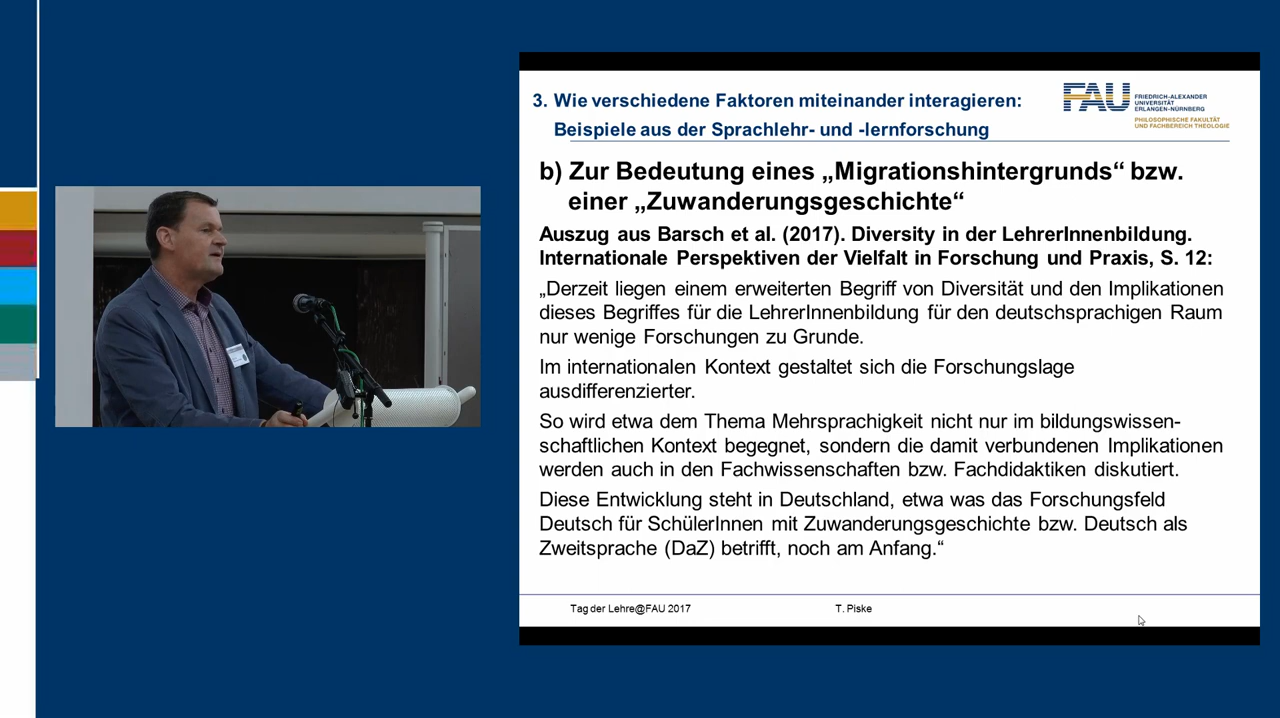 3. Wie verschiedene Faktoren miteinander interagieren:
Beispiele aus der Sprachlehr- und -lernforschung
FAU FRIEDRICH-ALEXANDER
UNIVERSITÄT
ERLANGEN-NÜRNBERG
PHILOSOPHISCHE FAKULTÄT
UND FACHBEREICH THEOLOGIE
b) Zur Bedeutung eines „Migrationshintergrunds“ bzw.
einer „Zuwanderungsgeschichte“
Auszug aus Barsch et al. (2017). Diversity in der LehrerInnenbildung.
Internationale Perspektiven der Vielfalt in Forschung und Praxis, S. 12:
„Derzeit liegen einem erweiterten Begriff von Diversität und den Implikationen
dieses Begriffes für die LehrerInnenbildung für den deutschsprachigen Raum
nur wenige Forschungen zu Grunde.
Im internationalen Kontext gestaltet sich die Forschungslage
ausdifferenzierter.
So wird etwa dem Thema Mehrsprachigkeit nicht nur im bildungswissen-
schaftlichen Kontext begegnet, sondern die damit verbundenen Implikationen
werden auch in den Fachwissenschaften bzw. Fachdidaktiken diskutiert.
Diese Entwicklung steht in Deutschland, etwa was das Forschungsfeld
Deutsch für SchülerInnen mit Zuwanderungsgeschichte bzw. Deutsch als
Zweitsprache (DaZ) betrifft, noch am Anfang.“
Tag der Lehre@FAU 2017 T. Piske